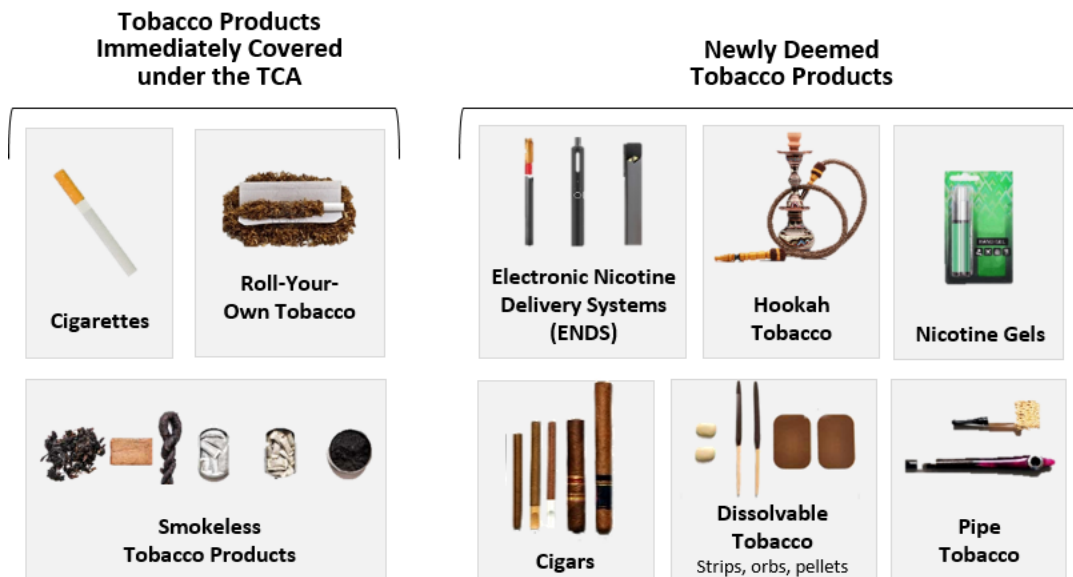 Tobacco Products
Immediately Covered
under the TCA
Newly Deemed
Tobacco Products
Cigarettes
Roll-Your-
Own Tobacco
Electronic Nicotine
Delivery Systems
(ENDS)
Hookah
Tobacco
Nicotine Gels
Smokeless
Tobacco Products
Cigars
Dissolvable
Tobacco
Strips, orbs, pellets
Pipe
Tobacco